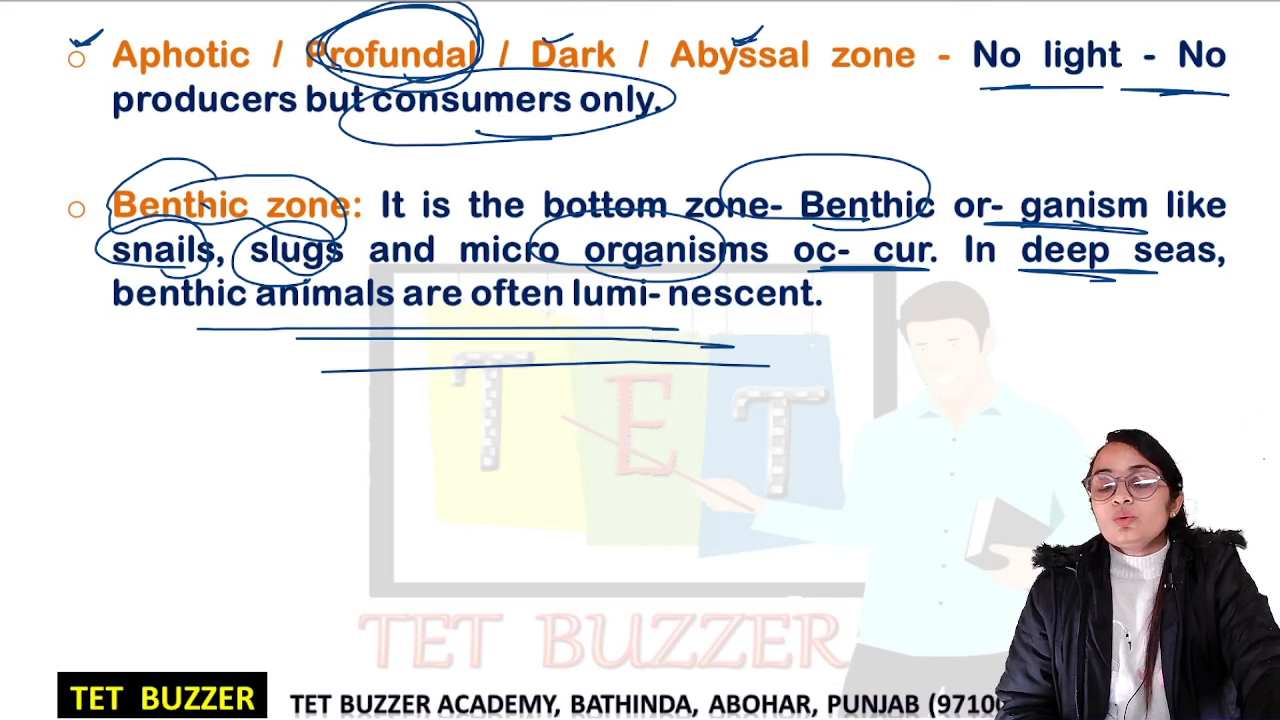 Aphotic / Profundal / Dark / Abyssal zone - No light - No
producers but consumers only.
Benthic zone: It is the bottom zone- Benthic or- ganism like
snails, slugs and micro organisms oc- cur. In deep seas,
benthic animals are often lumi- nescent.
TET
TET BUZZER
TET BUZZER
TET BUZZER ACADEMY, BATHINDA, ABOHAR, PUNJAB